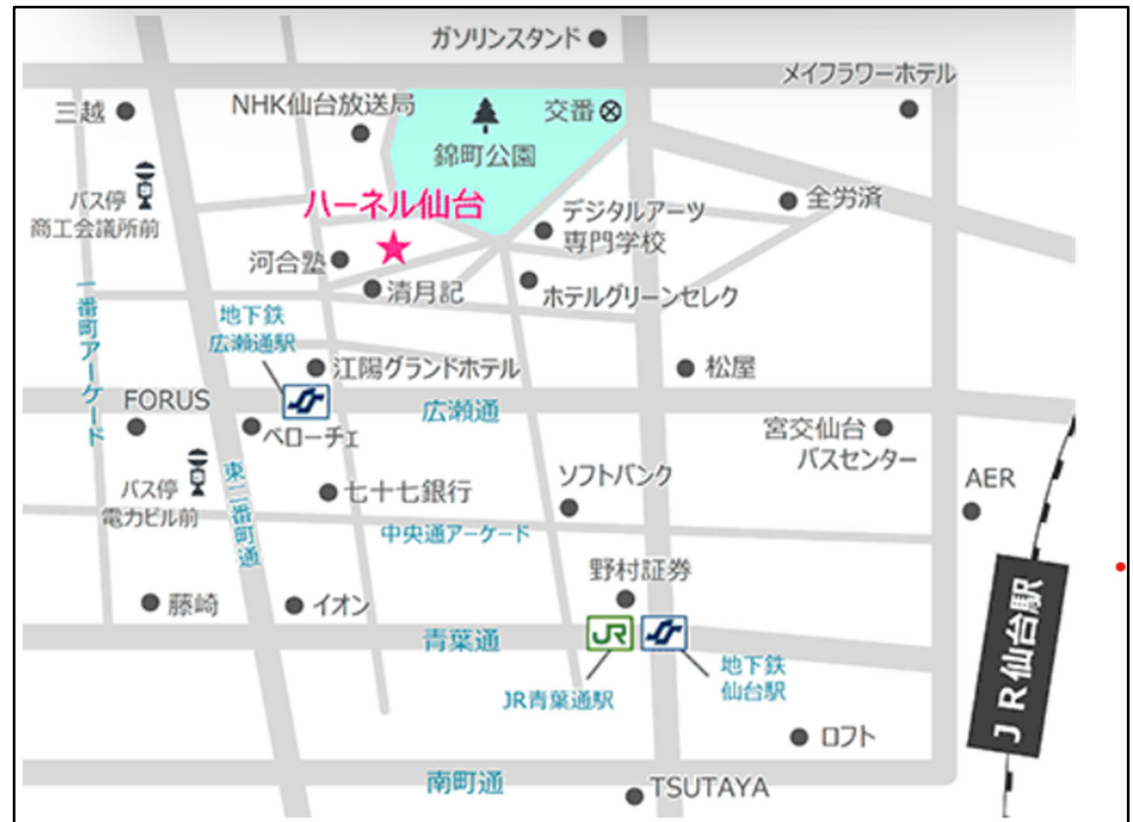 ガソリンスタンド
メイフラワーホテル
三越
NHK仙台放送局
交番
錦町公園
バス停
商工会議所前
ハーネル仙台
デジタルアーツ
専門学校
全労済
河合塾
清月記
ホテルグリーンセレク
一番町アーケード
地下鉄
広瀬通駅
江陽グランドホテル
松屋
FORUS
広瀬通
ベローチェ
宮交仙台
バスセンター
AER
バス停
電力ビル前
東二番町通
七十七銀行
ソフトバンク
中央通アーケード
野村証券
藤崎
イオン
青葉通
JR
JR青葉通駅
地下鉄
仙台駅
JR仙台駅
ロフト
南町通
TSUTAYA